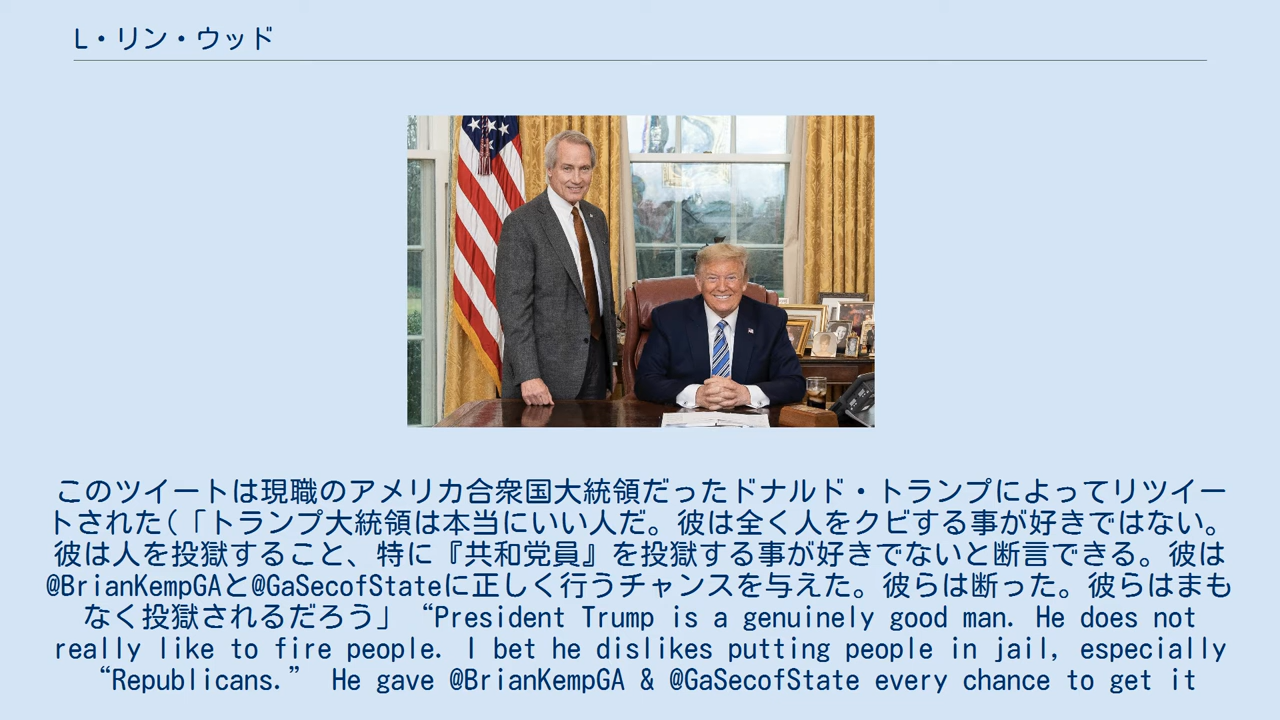 L・リン・ウッド
このツイートは現職のアメリカ合衆国大統領だったドナルド・トランプによってリツイー
トされた(「トランプ大統領は本当にいい人だ。彼は全く人をクビする事が好きではない。
彼は人を投獄すること、特に『共和党員』を投獄する事が好きでないと断言できる。彼は
@BrianKempGAと@GaSecofStateに正しく行うチャンスを与えた。彼らは断った。彼らはまも
なく投獄されるだろう」 “President Trump is a genuinely good man. He does not
really like to fire people. I bet he dislikes putting people in jail, especially
“Republicans.” He gave @BrianKempGA & @GaSecofState every chance to get it